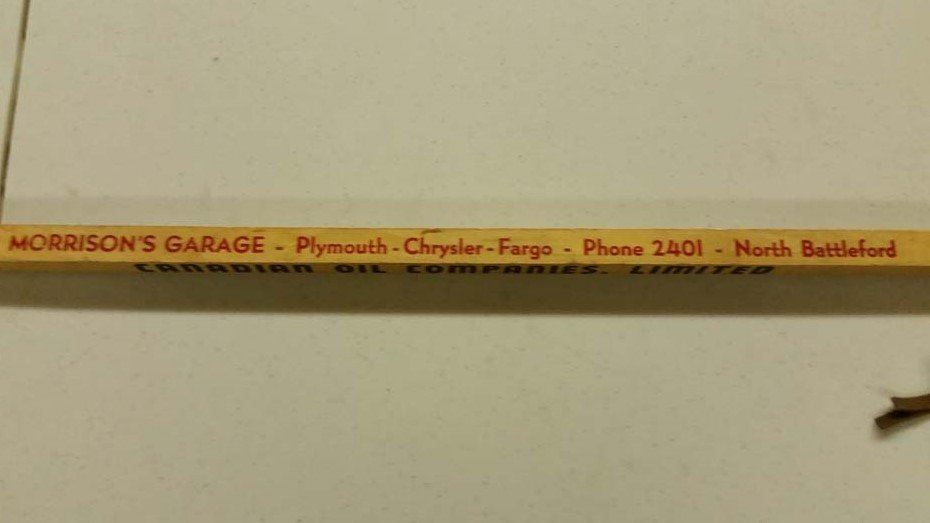 MORRISON'S GARAGE - Plymouth - Chrysler - Fargo - Phone 2401 - North Battleford
CANADIAN OIL COMPANIES, LIMITED